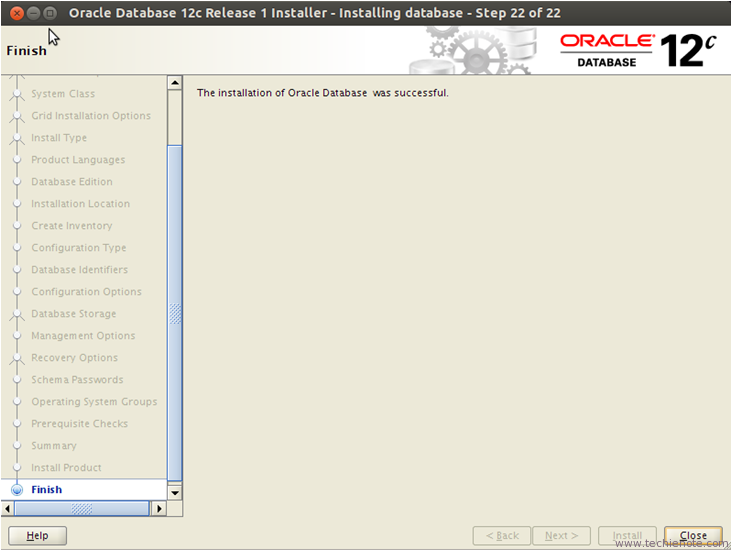 Oracle Database 12c Release 1 Installer - Installing database - Step 22 of 22
Finish
ORACLE
DATABASE
12c
System Class
Grid Installation Options
Install Type
Product Languages
Database Edition
Installation Location
Create Inventory
Configuration Type
Database Identifiers
Configuration Options
Database Storage
Management Options
Recovery Options
Schema Passwords
Operating System Groups
Prerequisite Checks
Summary
Install Product
Finish
The installation of Oracle Database was successful.
Help
< Back
Next >
Install
Close
www.techienote.com